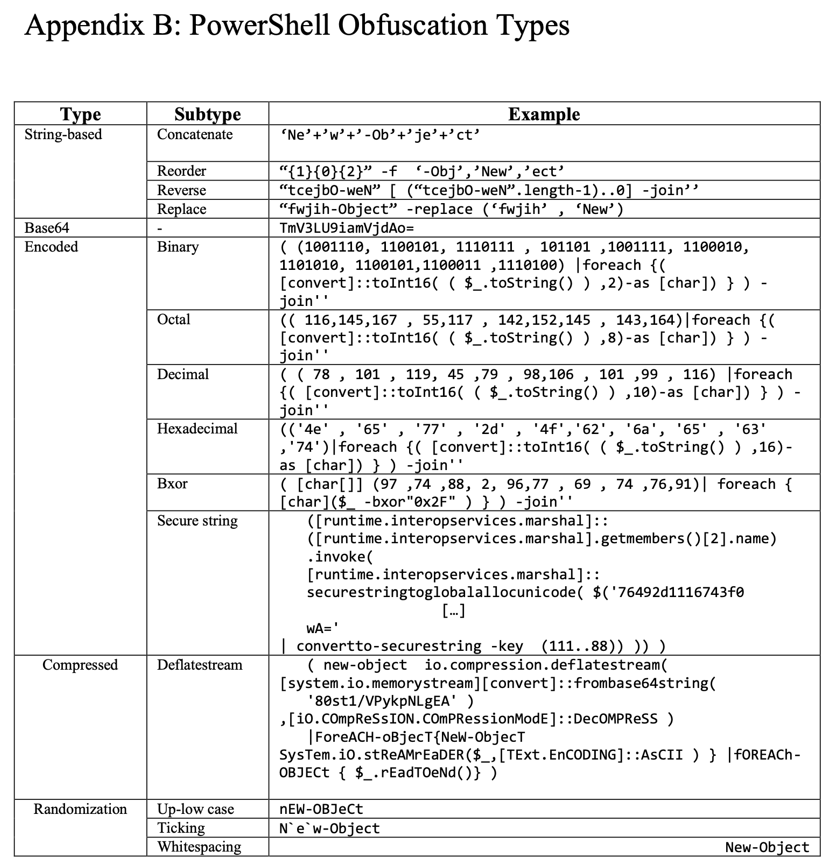 Appendix B: PowerShell Obfuscation Types
Type Subtype Example
String-based Concatenate ‘Ne’+’w’+’-Ob’+’je’+’ct’
Reorder “{1}{0}{2}” -f ‘-Obj’,’New’,’ect’
Reverse “tcejbO-weN” [ (“tcejbO-weN”.length-1)..0] -join’’
Replace “fwjih-Object” -replace (‘fwjih’ , ‘New’)
Base64 - TmV3LU9iamVjdAo=
Encoded Binary ( (1001110, 1100101, 1110111 , 101101 ,1001111, 1100010,
1101010, 1100101,1100011 ,1110100) |foreach {(
[convert]::toInt16( ( $_.toString() ) ,2)-as [char]) } ) -
join''
Octal (( 116,145,167 , 55,117 , 142,152,145 , 143,164)|foreach {(
[convert]::toInt16( ( $_.toString() ) ,8)-as [char]) } ) -
join''
Decimal ( ( 78 , 101 , 119, 45 ,79 , 98,106 , 101 ,99 , 116) |foreach
{( [convert]::toInt16( ( $_.toString() ) ,10)-as [char]) } ) -
join''
Hexadecimal (('4e' , '65' , '77' , '2d' , '4f','62', '6a', '65' , '63'
,'74')|foreach {( [convert]::toInt16( ( $_.toString() ) ,16)-
as [char]) } ) -join''
Bxor ( [char[]] (97 ,74 ,88, 2, 96,77 , 69 , 74 ,76,91)| foreach {
[char]($_ -bxor"0x2F" ) } ) -join''
Secure string ([runtime.interopservices.marshal]::
([runtime.interopservices.marshal].getmembers()[2].name)
.invoke(
[runtime.interopservices.marshal]::
securestringtoglobalallocunicode( $('76492d1116743f0
[…]
wA='
| convertto-securestring -key (111..88)) )) )
Compressed Deflatestream ( new-object io.compression.deflatestream(
[system.io.memorystream][convert]::frombase64string(
'80st1/VPykpNLgEA' )
,[iO.COmpReSsION.COmPRessionModE]::DecOMPReSS )
|ForeACH-oBjecT{NeW-ObjecT
SysTem.iO.stReAMrEaDER($_,[TExt.EnCODING]::AsCII ) } |fOREACh-
OBJECt { $_.rEadTOeNd()} )
Randomization Up-low case nEW-OBJeCt
Ticking N`e`w-Object
Whitespacing New-Object